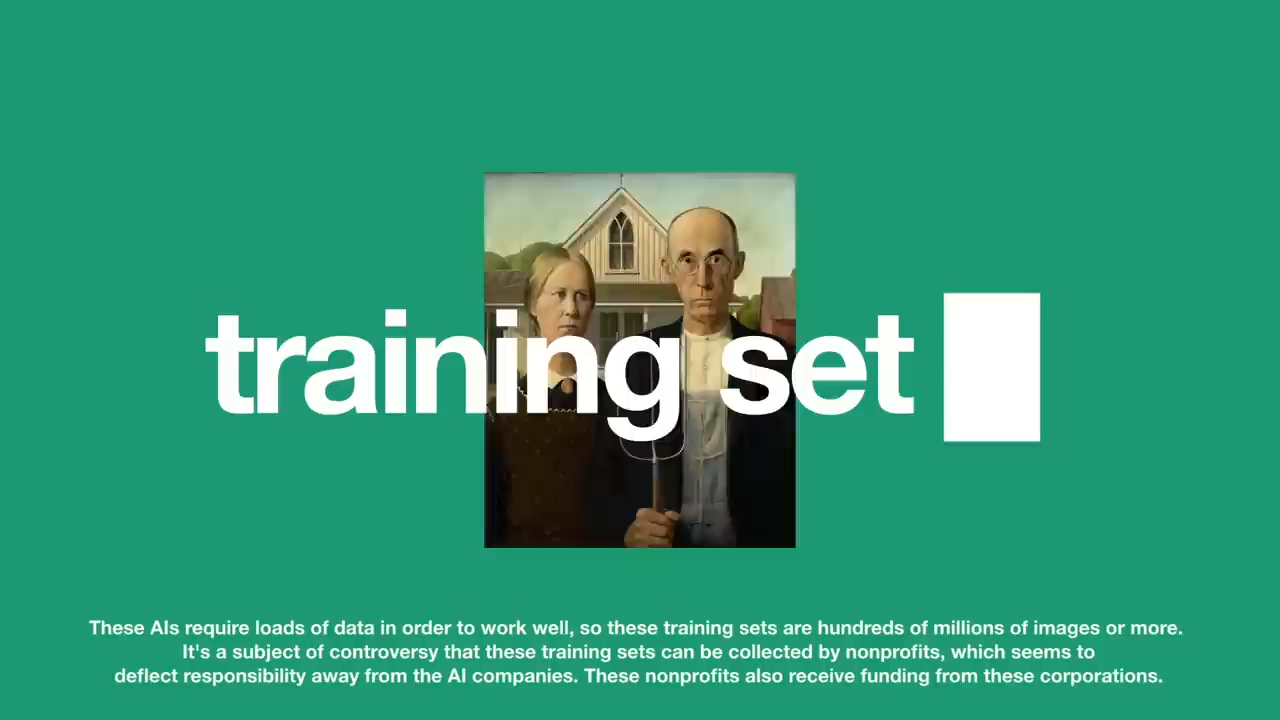 training set
These AIs require loads of data in order to work well, so these training sets are hundreds of millions of images or more.
It's a subject of controversy that these training sets can be collected by nonprofits, which seems to
deflect responsibility away from the AI companies. These nonprofits also receive funding from these corporations.